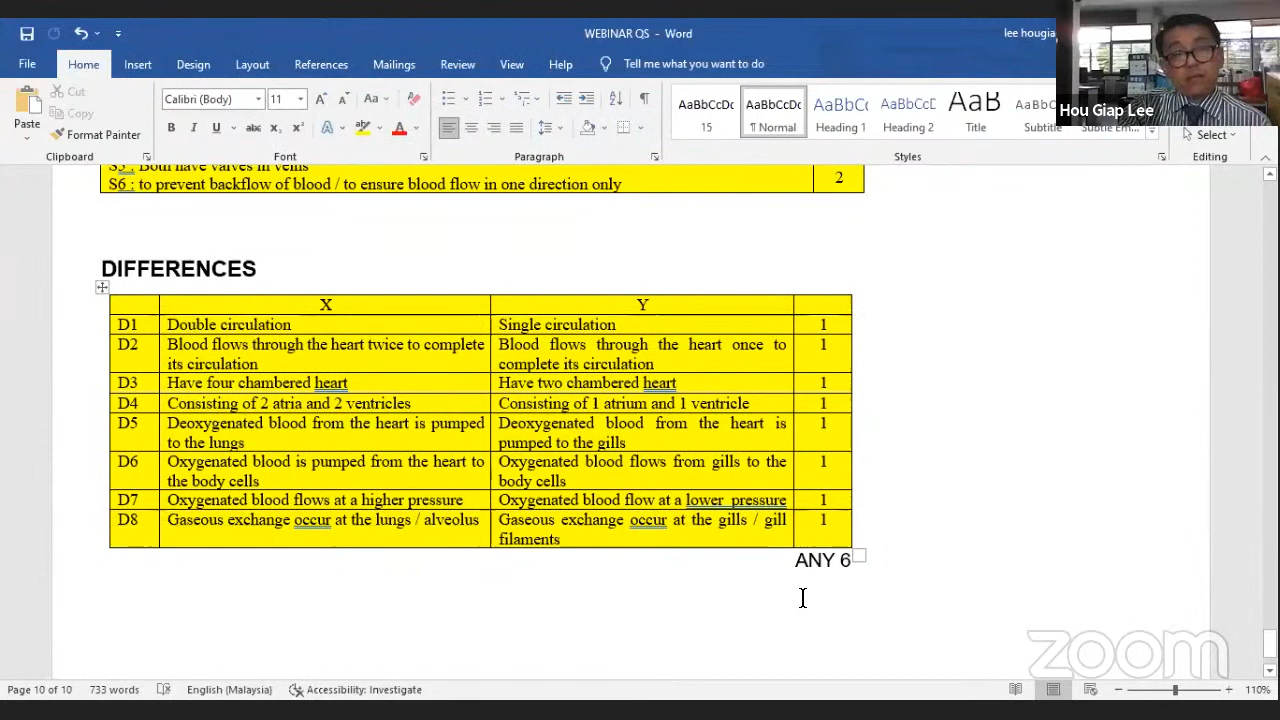 WEBINAR QS - Word
lee hougia
File Home Insert Design Layout References Mailings Review View Help Tell me what you want to do
Hou Giap Lee
Paste
Cut
Copy
Format Painter
Calibri (Body) 11
AaBbCcDc 15
AaBbCcDc ¶ Normal
AaBbCcD Heading 1
AaBbCcD Heading 2
AaB Title
AaBbCcD Subtitle
Subtle Em...
Select
Clipboard Font Paragraph Styles Editing
S5 : Both have valves in veins
S6 : to prevent backflow of blood / to ensure blood flow in one direction only 2
DIFFERENCES
X Y
D1 Double circulation Single circulation 1
D2 Blood flows through the heart twice to complete its circulation Blood flows through the heart once to complete its circulation 1
D3 Have four chambered heart Have two chambered heart 1
D4 Consisting of 2 atria and 2 ventricles Consisting of 1 atrium and 1 ventricle 1
D5 Deoxygenated blood from the heart is pumped to the lungs Deoxygenated blood from the heart is pumped to the gills 1
D6 Oxygenated blood is pumped from the heart to the body cells Oxygenated blood flows from gills to the body cells 1
D7 Oxygenated blood flows at a higher pressure Oxygenated blood flow at a lower pressure 1
D8 Gaseous exchange occur at the lungs / alveolus Gaseous exchange occur at the gills / gill filaments 1
ANY 6
zoom
Page 10 of 10 733 words English (Malaysia) Accessibility: Investigate 110%